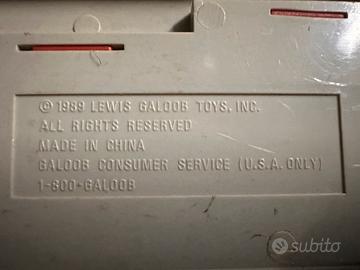 © 1989 LEWIS GALOOB TOYS, INC.
ALL RIGHTS RESERVED
MADE IN CHINA
GALOOB CONSUMER SERVICE (U.S.A. ONLY)
1-800-GALOOB
subito